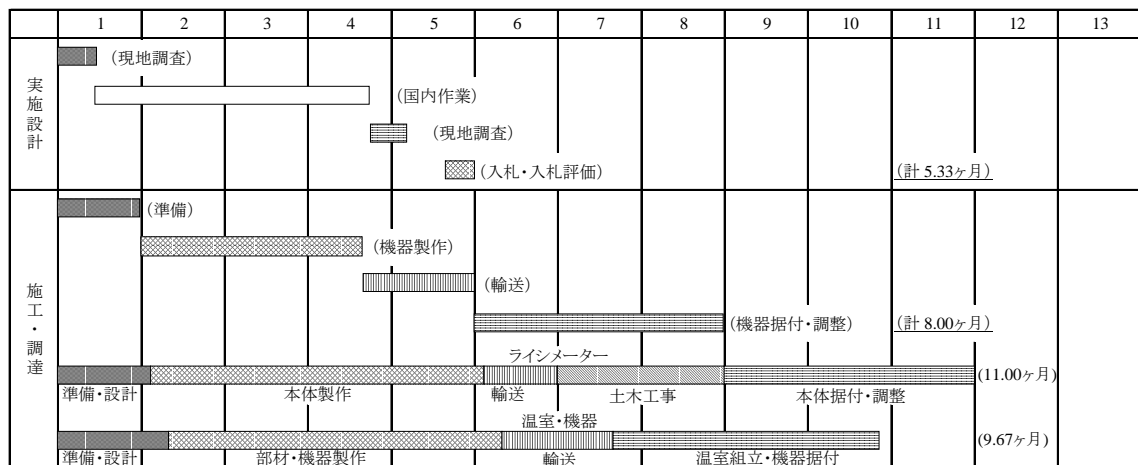 1 2 3 4 5 6 7 8 9 10 11 12 13
実施設計
(現地調査)
(国内作業)
(現地調査)
(入札・入札評価)
(計 5.33ヶ月)
施工・調達
(準備)
(機器製作)
(輸送)
(機器据付・調整)
(計 8.00ヶ月)
ライシメーター
(11.00ヶ月)
準備・設計 本体製作 輸送 土木工事 本体据付・調整
温室・機器
(9.67ヶ月)
準備・設計 部材・機器製作 輸送 温室組立・機器据付